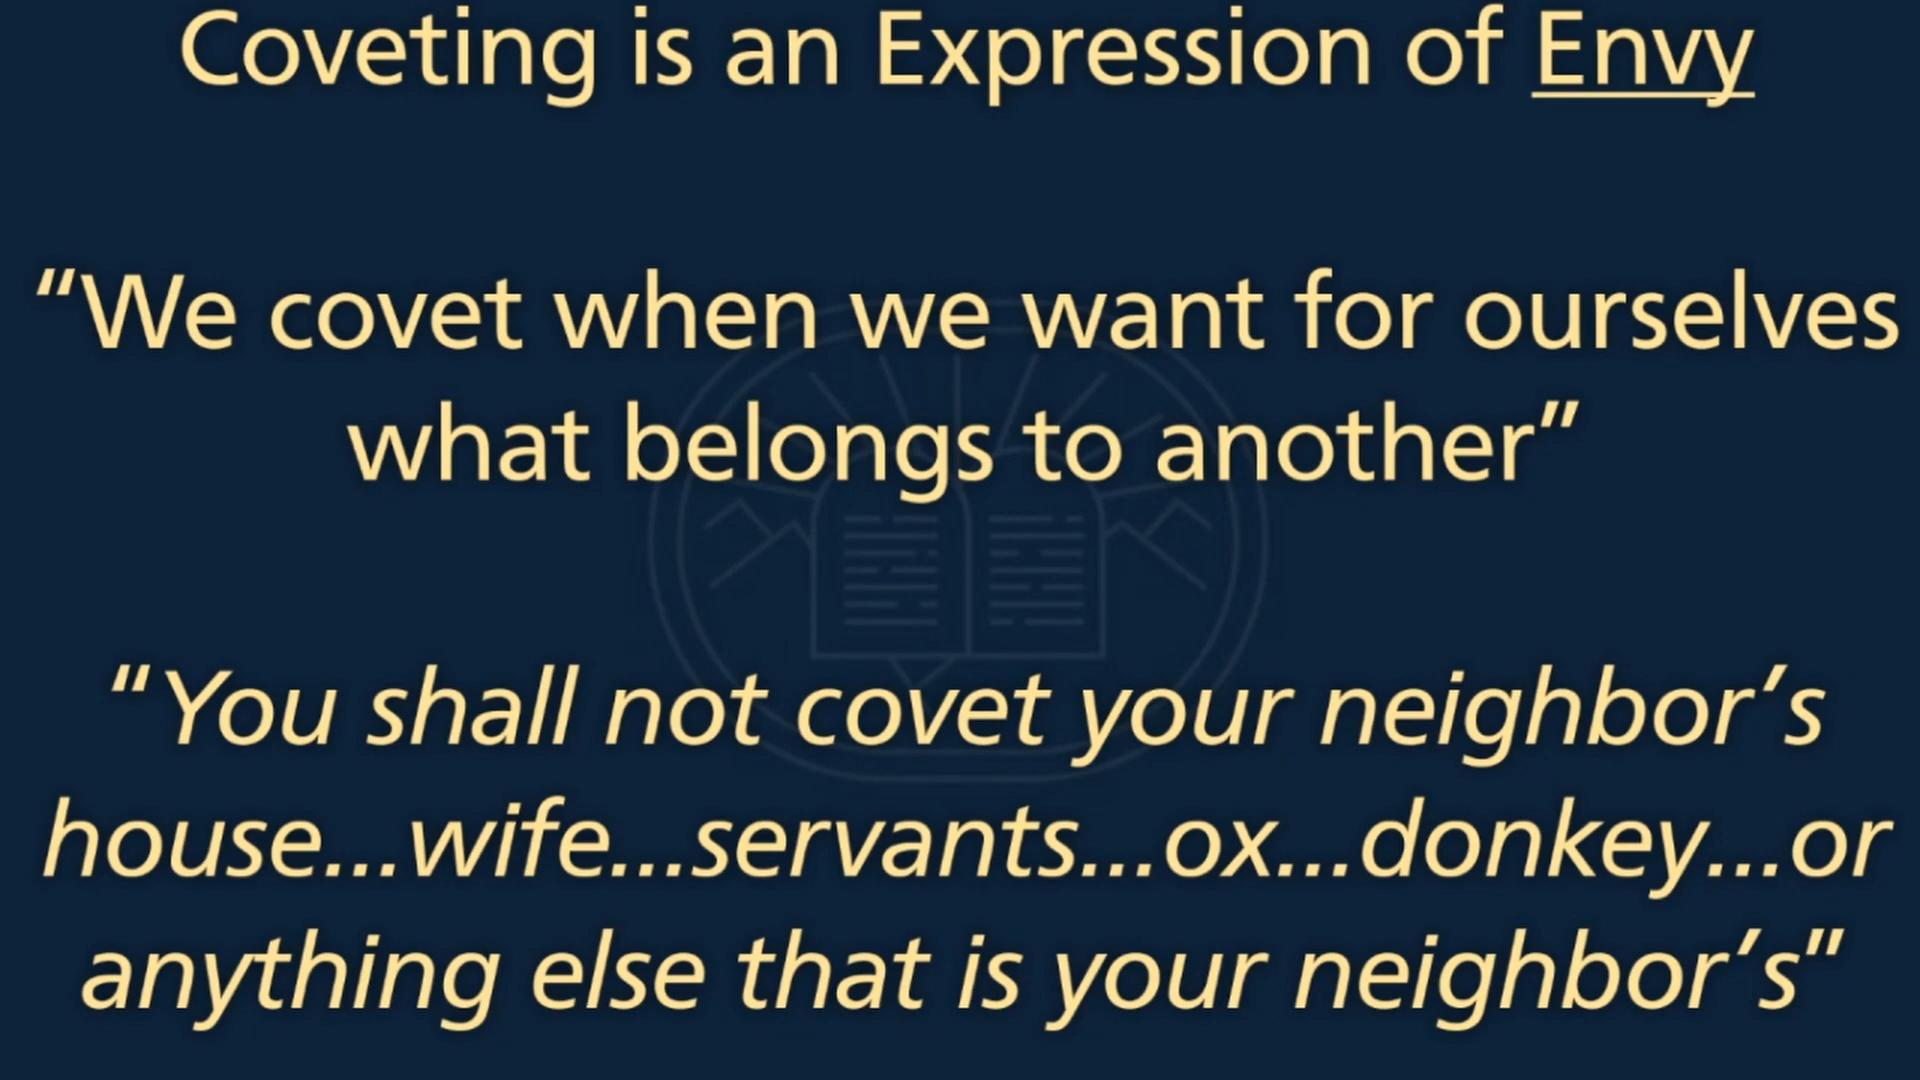 Coveting is an Expression of Envy
“We covet when we want for ourselves
what belongs to another”
“You shall not covet your neighbor’s
house...wife...servants...ox...donkey...or
anything else that is your neighbor’s”